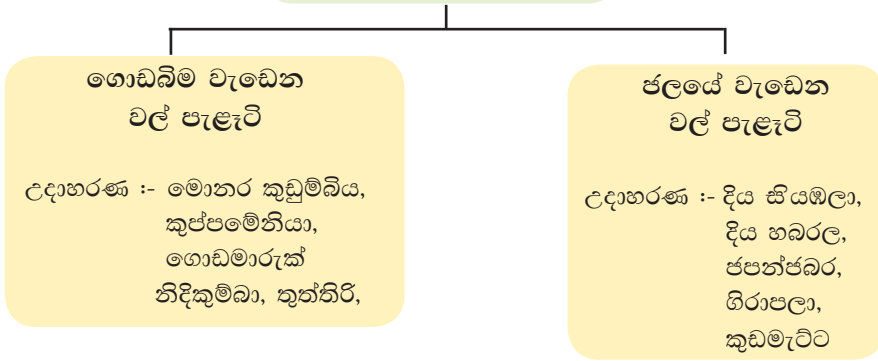 ගොඩබිම වැඩෙන
වල් පැළෑටි
උදාහරණ :- මොනර කුඩුම්බිය,
කුප්පමේනියා,
ගොඩමාරුක්
නිදිකුම්බා, තුත්තිරි,
ජලයේ වැඩෙන
වල් පැළෑටි
උදාහරණ :- දිය සියඹලා,
දිය හබරල,
ජපන්ජබර,
ගිරාපලා,
කුඩමැට්ට